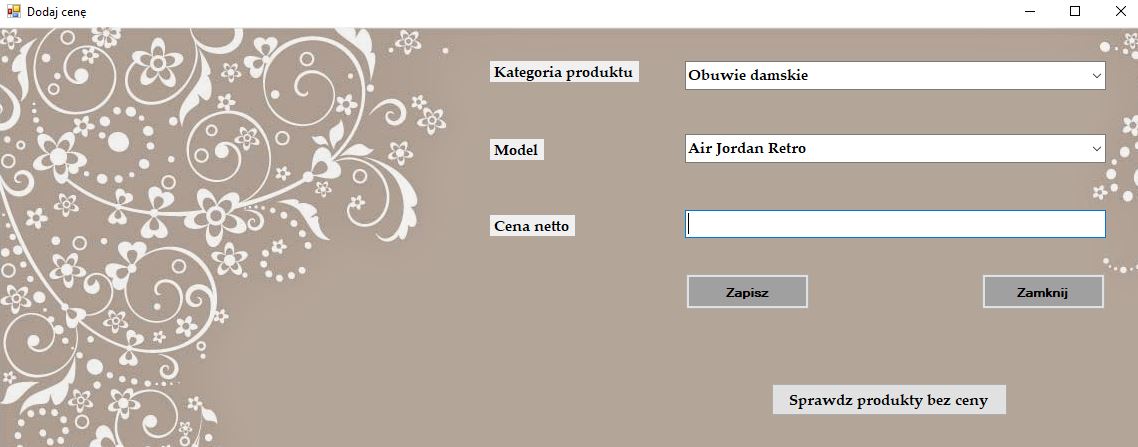 Dodaj cenę
Kategoria produktu
Obuwie damskie
Model
Air Jordan Retro
Cena netto
Zapisz
Zamknij
Sprawdz produkty bez ceny